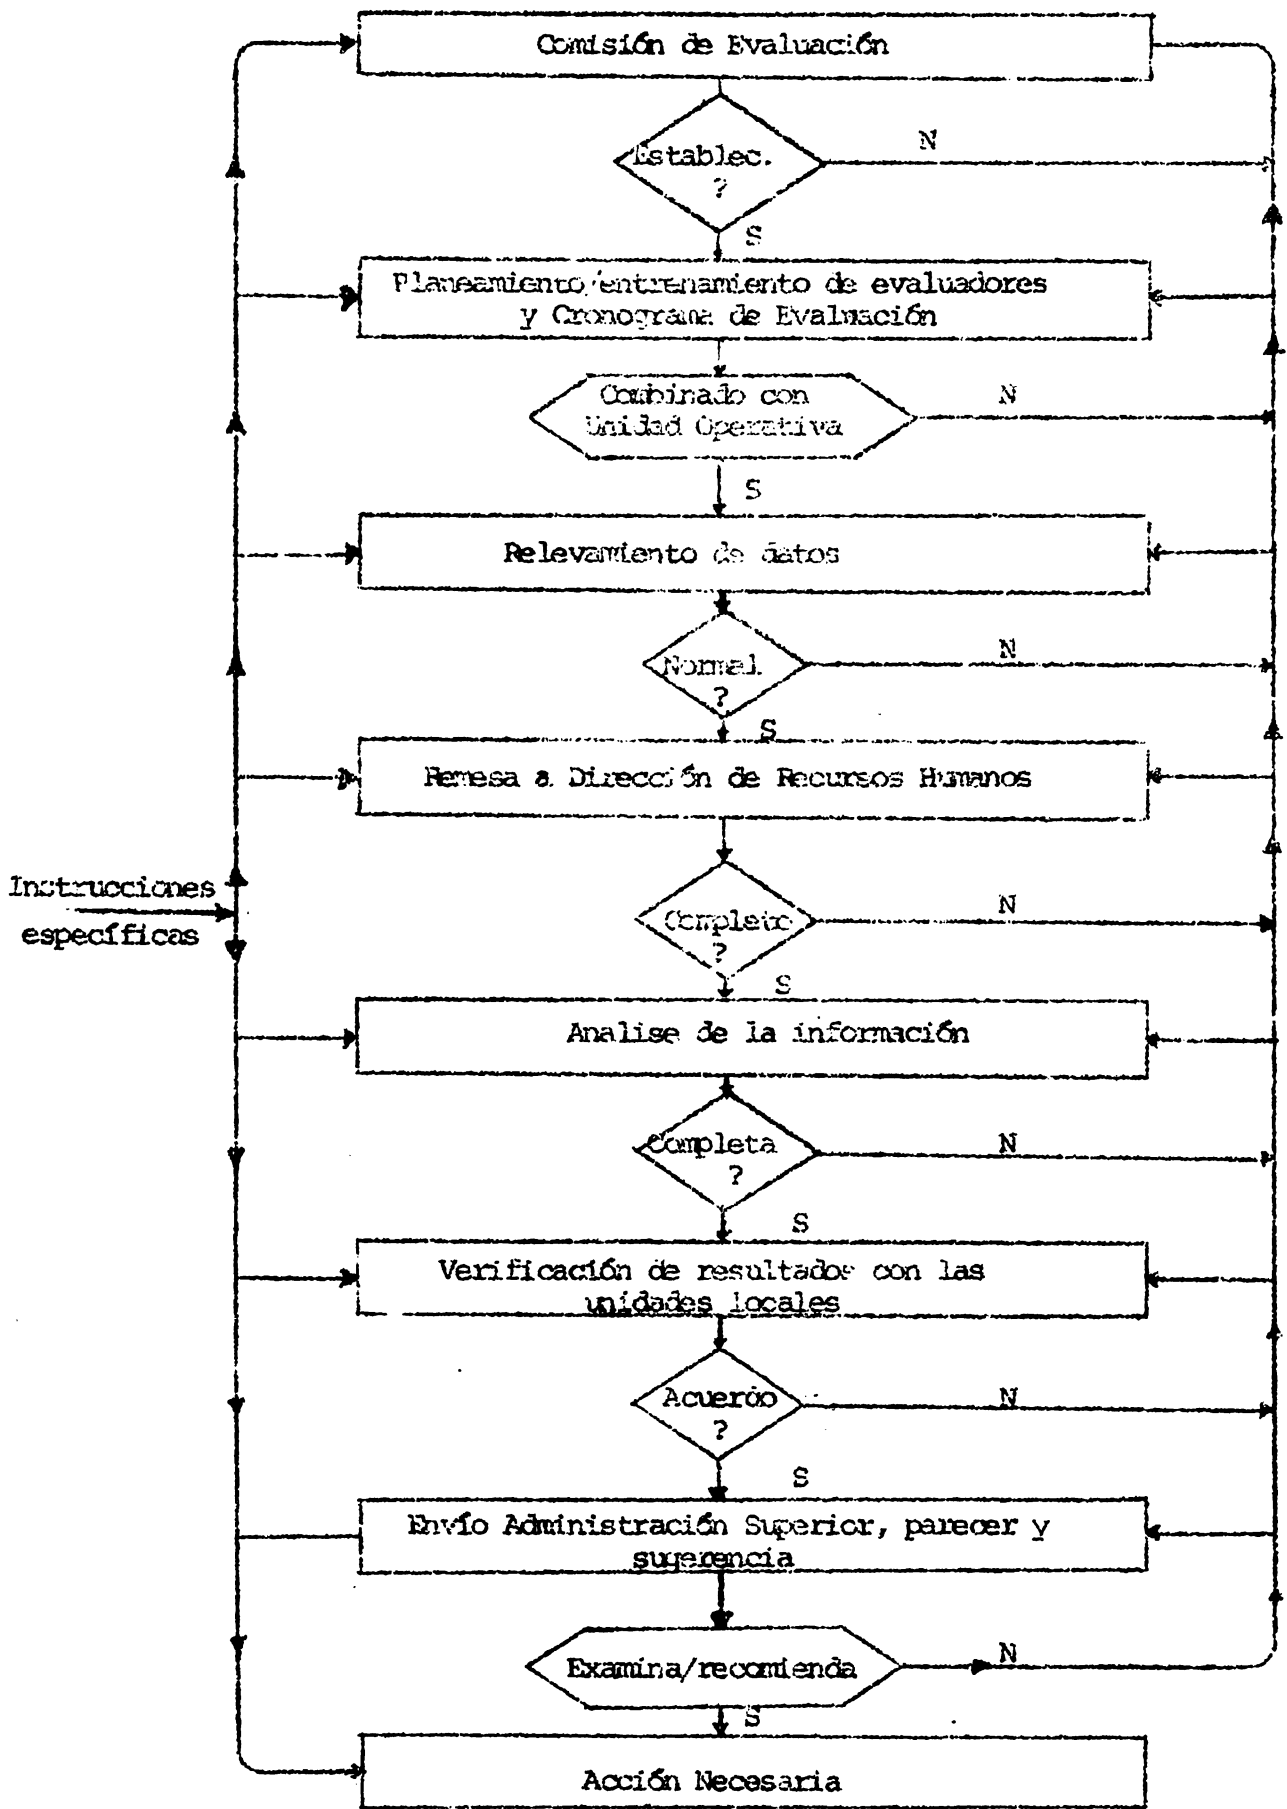 Comisión de Evaluación
Establec.
?
N
S
Planeamiento/entrenamiento de evaluadores
y Cronograma de Evaluación
Combinado con
Unidad Operativa
N
S
Relevamiento de datos
Normal
?
N
S
Remesa a Dirección de Recursos Humanos
Instrucciones
específicas
Completo
?
N
S
Analise de la información
Completa
?
N
S
Verificación de resultados con las
unidades locales
Acuerdo
?
N
S
Envío Administración Superior, parecer y
sugerencia
Examina/recomienda
N
S
Acción Necesaria